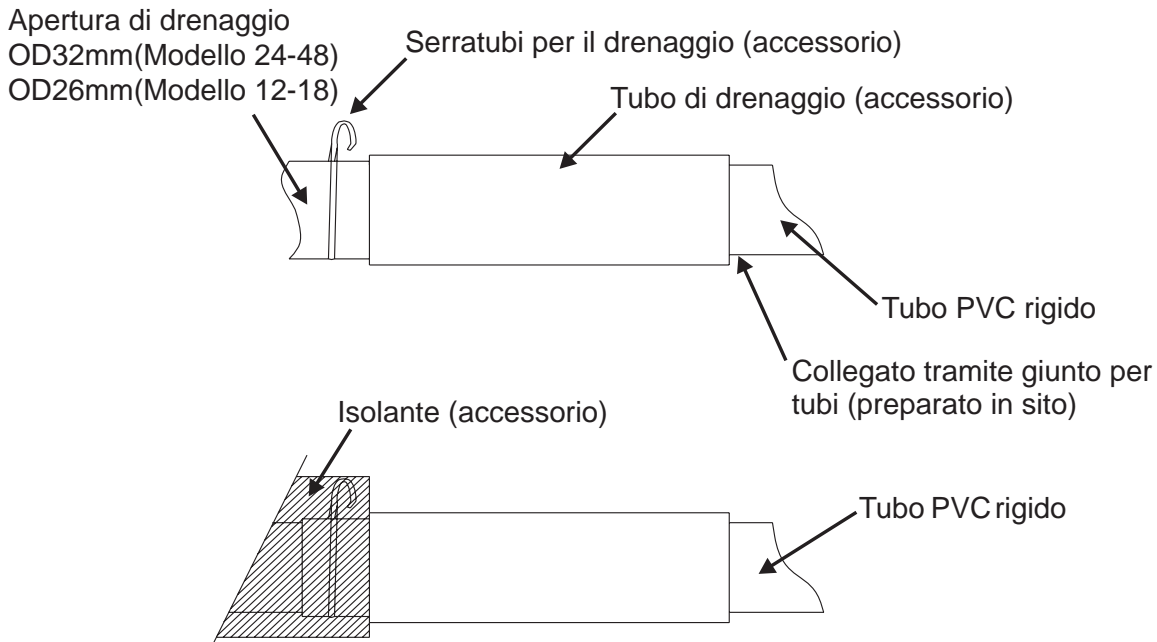 Apertura di drenaggio
OD32mm(Modello 24-48)
OD26mm(Modello 12-18)
Serratubi per il drenaggio (accessorio)
Tubo di drenaggio (accessorio)
Tubo PVC rigido
Collegato tramite giunto per
tubi (preparato in sito)
Isolante (accessorio)
Tubo PVC rigido